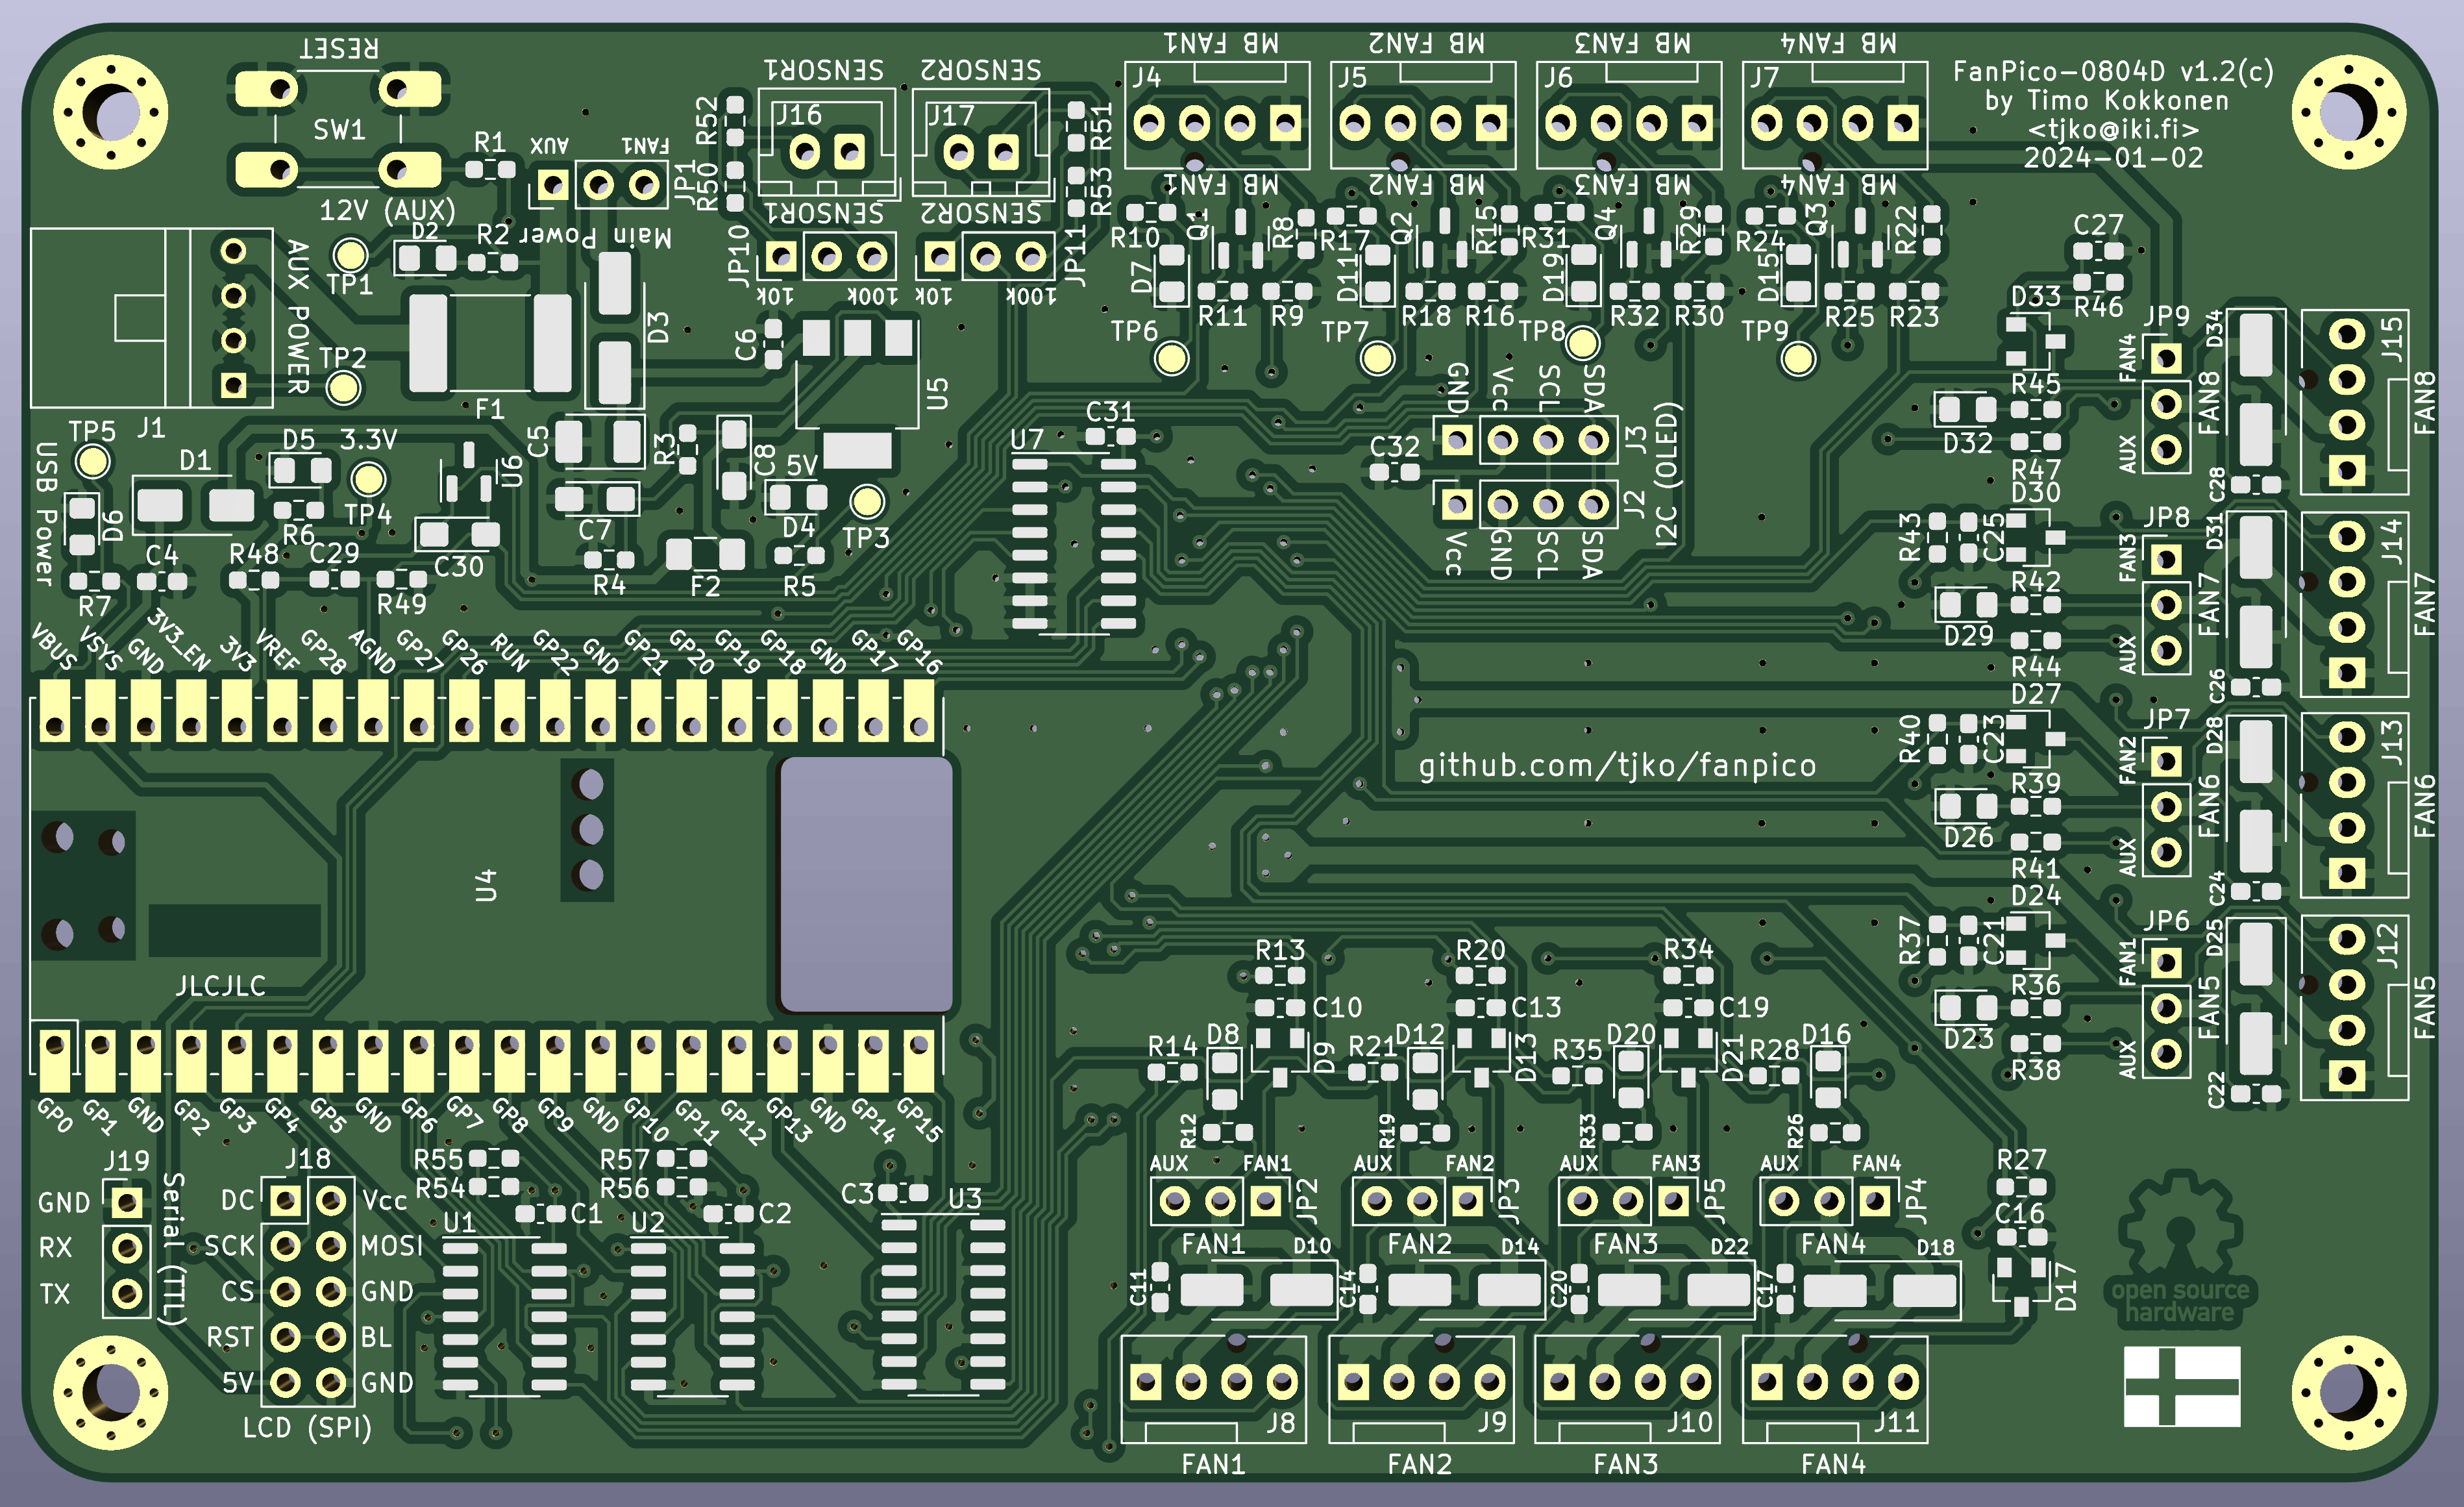 RESET
SW1
R1
12V (AUX)
AUX
FAN1
JP1
Main Power
D2
R2
TP1
AUX POWER
TP2
J1
F1
D3
SENSOR1
J16
R52
R50
SENSOR1
JP10
10k
100k
SENSOR2
J17
R51
R53
SENSOR2
JP11
10k
100k
C6
U5
MB FAN1
J4
MB FAN1
MB FAN2
J5
MB FAN2
MB FAN3
J6
MB FAN3
MB FAN4
J7
MB FAN4
FanPico-0804D v1.2(c)
by Timo Kokkonen
<tjko@iki.fi>
2024-01-02
R10
Q1
R8
D7
R11
R9
TP6
R17
Q2
R15
D11
R18
R16
TP7
R31
Q4
R29
D19
R32
R30
TP8
R24
Q3
R22
D15
R25
R23
TP9
C27
R46
D33
R45
D32
R47
JP9
FAN4
AUX
FAN8
D34
C28
J15
FAN8
TP5
USB Power
D1
D5
3.3V
TP4
R6
D6
R7
C4
R48
C29
R49
U6
C30
C5
R3
C8
C7
R4
F2
5V
D4
R5
TP3
U7
C31
C32
GND
Vcc
SCL
SDA
J3
J2
Vcc
GND
SCL
SDA
I2C (OLED)
D30
R43
C25
R42
D29
R44
JP8
FAN3
AUX
FAN7
D31
C26
J14
FAN7
VBUS
VSYS
GND
3V3_EN
3V3
VREF
GP28
AGND
GP27
GP26
RUN
GP22
GND
GP21
GP20
GP19
GP18
GND
GP17
GP16
U4
JLCJLC
github.com/tjko/fanpico
D27
R40
C23
R39
D26
R41
JP7
FAN2
AUX
FAN6
D28
C24
J13
FAN6
D24
R37
C21
R36
D23
R38
JP6
FAN1
AUX
FAN5
D25
C22
J12
FAN5
GP0
GP1
GND
GP2
GP3
GP4
GP5
GND
GP6
GP7
GP8
GP9
GND
GP10
GP11
GP12
GP13
GND
GP14
GP15
J19
GND
RX
TX
Serial (TTL)
J18
DC
Vcc
SCK
MOSI
CS
GND
RST
BL
5V
GND
LCD (SPI)
R55
R54
C1
U1
R57
R56
C2
U2
C3
U3
R13
C10
R14
D8
D9
R12
AUX
FAN1
JP2
FAN1
D10
C11
J8
FAN1
R20
C13
R21
D12
D13
R19
AUX
FAN2
JP3
FAN2
D14
C14
J9
FAN2
R34
C19
R35
D20
D21
R33
AUX
FAN3
JP5
FAN3
D22
C20
J10
FAN3
R28
D16
R26
AUX
FAN4
JP4
FAN4
D18
C17
J11
FAN4
R27
C16
D17
open source
hardware